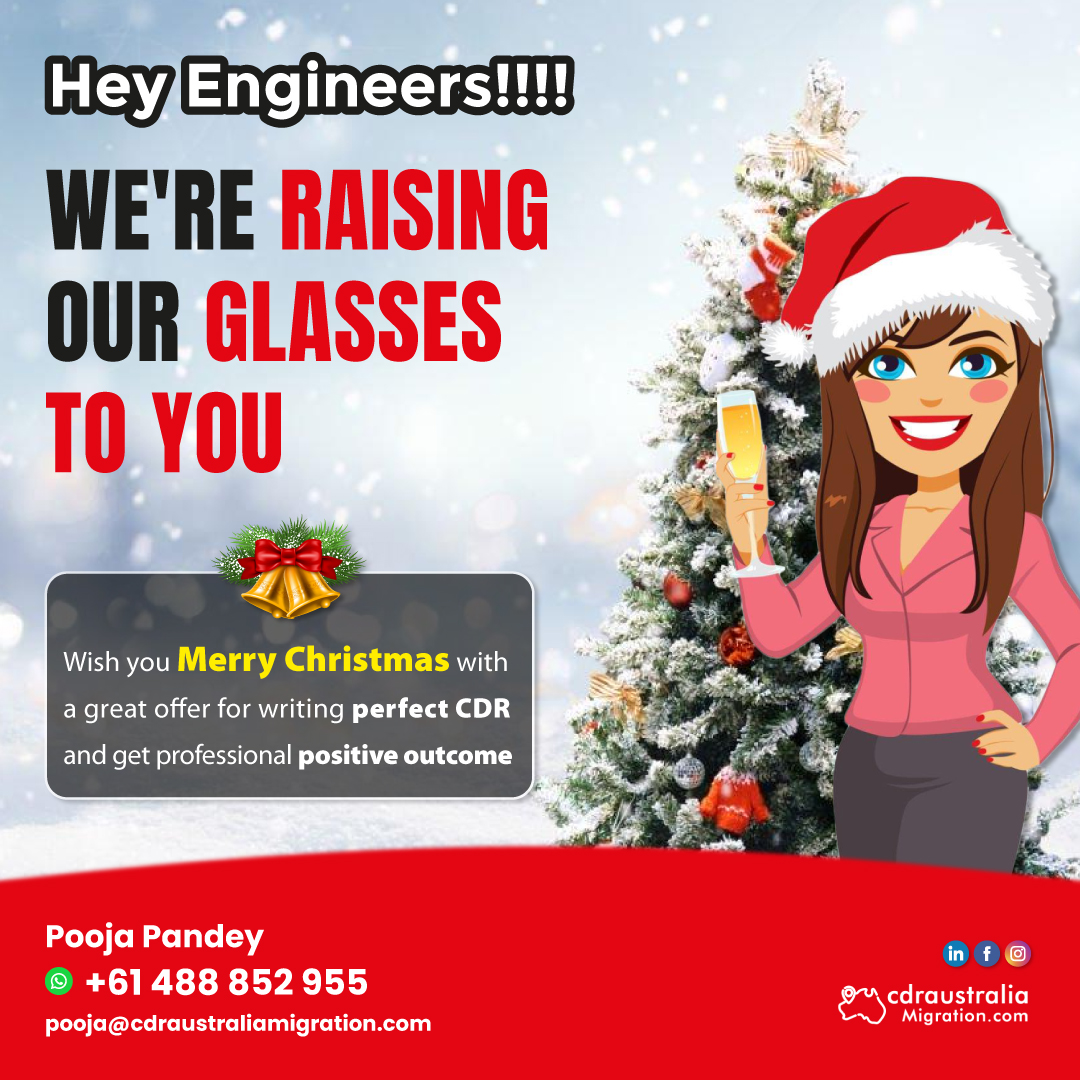 Hey Engineers!!!!
WE'RE RAISING
OUR GLASSES
TO YOU
Wish you Merry Christmas with
a great offer for writing perfect CDR
and get professional positive outcome
Pooja Pandey
+61 488 852 955
pooja@cdraustraliamigration.com
in f
cdraustralia
Migration.com